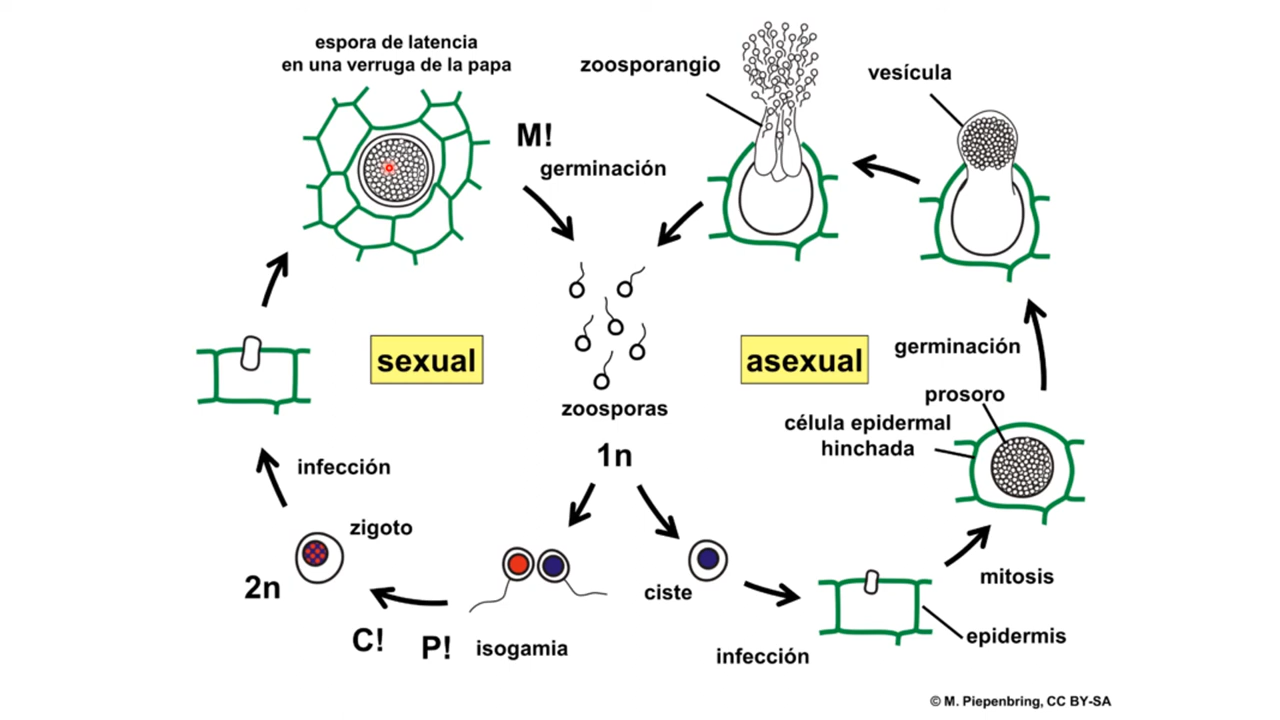 espora de latencia
en una verruga de la papa
zoosporangio
vesícula
M!
germinación
sexual
asexual
germinación
prosoro
célula epidermal
hinchada
zoosporas
1n
infección
zigoto
2n
C!
P!
isogamia
ciste
infección
mitosis
epidermis
© M. Piepenbring, CC BY-SA